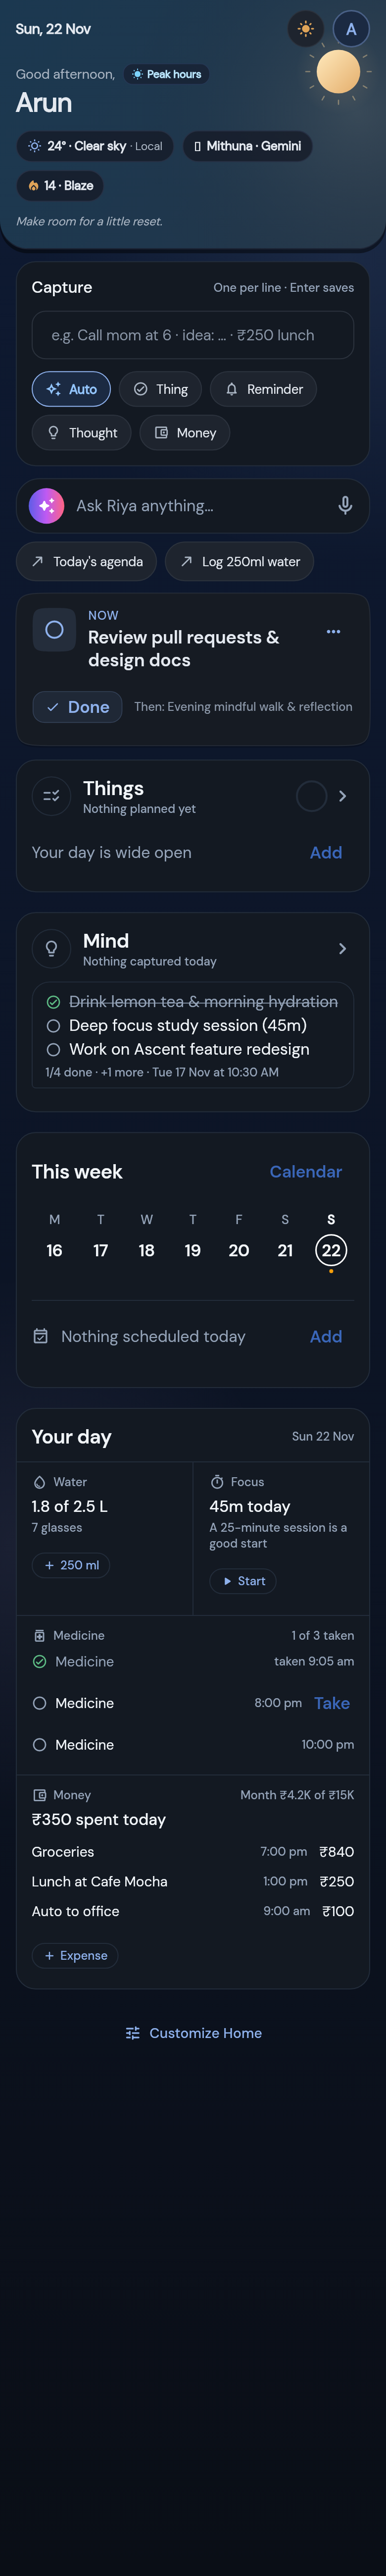 Sun, 22 Nov
A
Good afternoon,
Peak hours
Arun
24° · Clear sky · Local
Mithuna · Gemini
14 · Blaze
Make room for a little reset.
Capture
One per line · Enter saves
e.g. Call mom at 6 · idea: ... · ₹250 lunch
Auto
Thing
Reminder
Thought
Money
Ask Riya anything...
Today's agenda
Log 250ml water
NOW
Review pull requests &
design docs
Done
Then: Evening mindful walk & reflection
Things
Nothing planned yet
Your day is wide open
Add
Mind
Nothing captured today
Drink lemon tea & morning hydration
Deep focus study session (45m)
Work on Ascent feature redesign
1/4 done · +1 more · Tue 17 Nov at 10:30 AM
This week
Calendar
M T W T F S S
16 17 18 19 20 21 22
Nothing scheduled today
Add
Your day
Sun 22 Nov
Water
1.8 of 2.5 L
7 glasses
+ 250 ml
Focus
45m today
A 25-minute session is a
good start
Start
Medicine
1 of 3 taken
Medicine
taken 9:05 am
Medicine
8:00 pm
Take
Medicine
10:00 pm
Money
Month ₹4.2K of ₹15K
₹350 spent today
Groceries
7:00 pm
₹840
Lunch at Cafe Mocha
1:00 pm
₹250
Auto to office
9:00 am
₹100
+ Expense
Customize Home